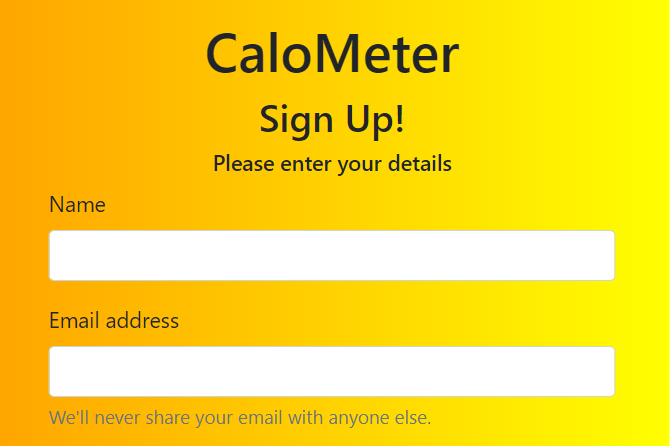 CaloMeter
Sign Up!
Please enter your details
Name
Email address
We'll never share your email with anyone else.